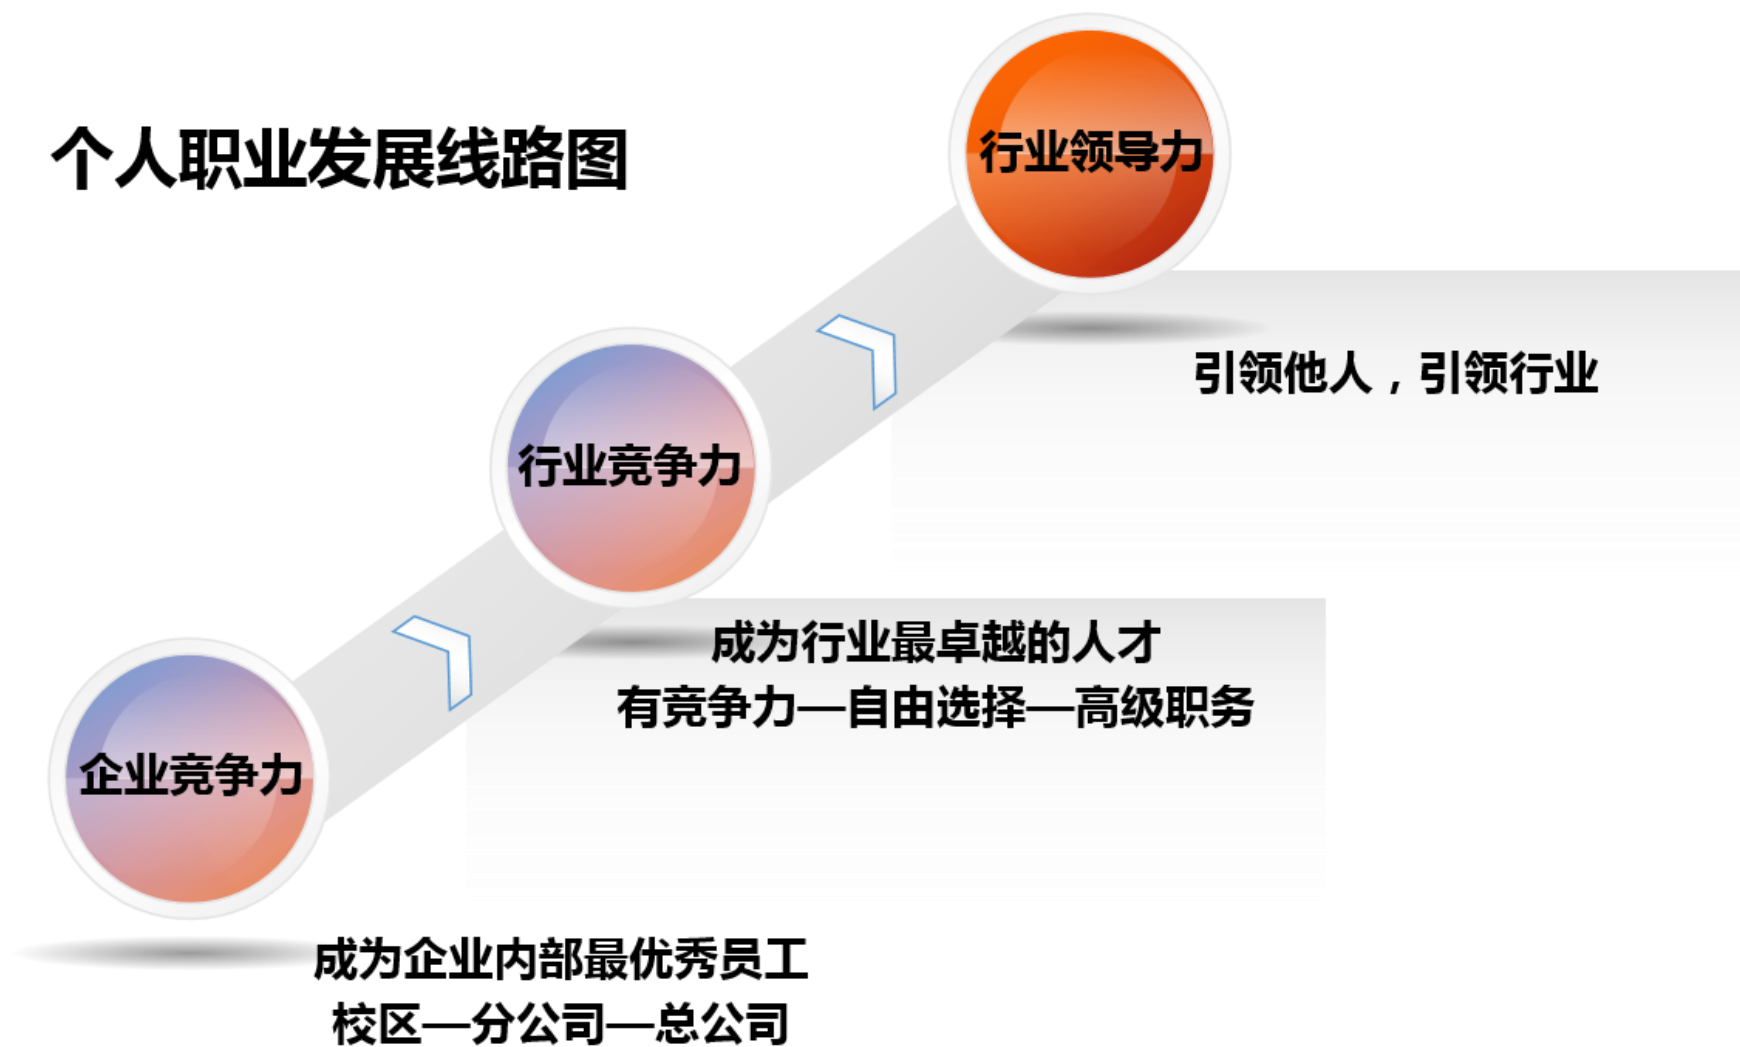 个人职业发展线路图
行业领导力
引领他人，引领行业
行业竞争力
成为行业最卓越的人才
有竞争力—自由选择—高级职务
企业竞争力
成为企业内部最优秀员工
校区—分公司—总公司